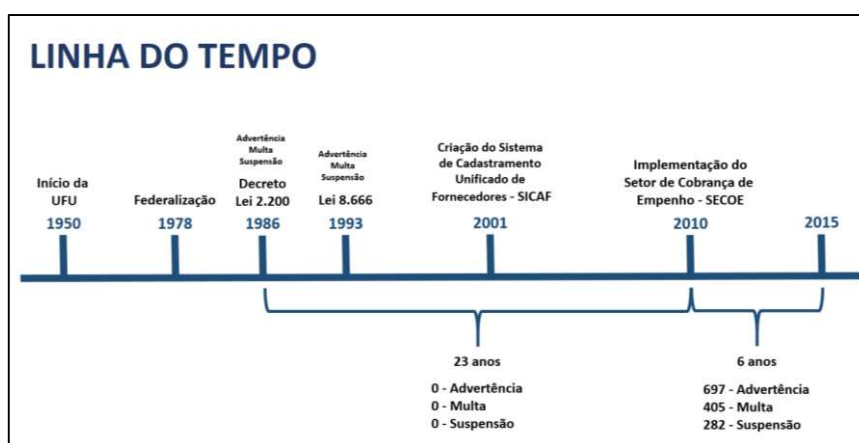 LINHA DO TEMPO
Início da
UFU
1950
Federalização
1978
Advertência
Multa
Suspensão
Decreto
Lei 2.200
1986
Advertência
Multa
Suspensão
Lei 8.666
1993
Criação do Sistema
de Cadastramento
Unificado de
Fornecedores - SICAF
2001
Implementação do
Setor de Cobrança de
Empenho - SECOE
2010
2015
23 anos
0 - Advertência
0 - Multa
0 - Suspensão
6 anos
697 - Advertência
405 - Multa
282 - Suspensão